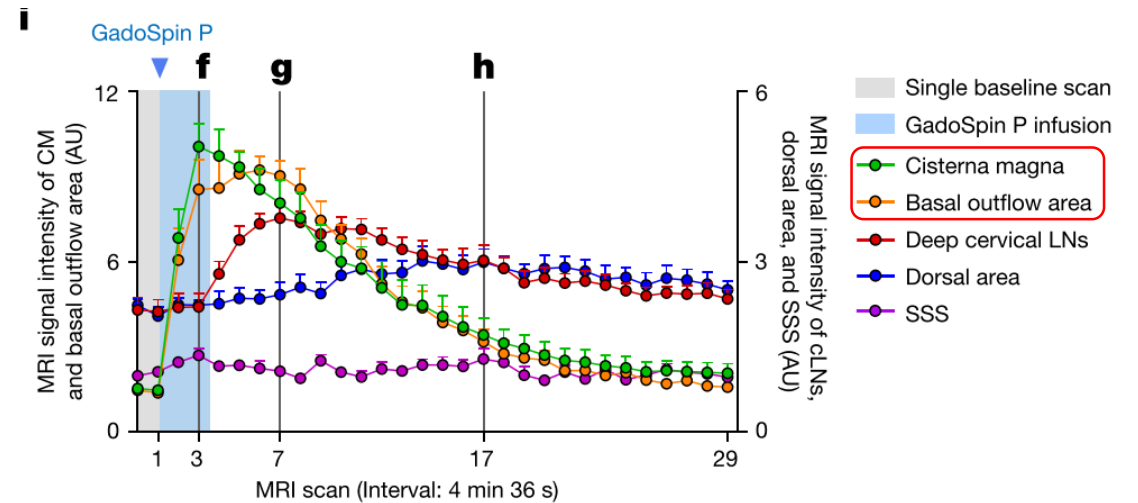 i
GadoSpin P
f
g
h
12
6
0
MRI signal intensity of CM
and basal outflow area (AU)
6
3
0
MRI signal intensity of cLNs,
dorsal area, and SSS (AU)
1
3
7
17
29
MRI scan (Interval: 4 min 36 s)
Single baseline scan
GadoSpin P infusion
Cisterna magna
Basal outflow area
Deep cervical LNs
Dorsal area
SSS